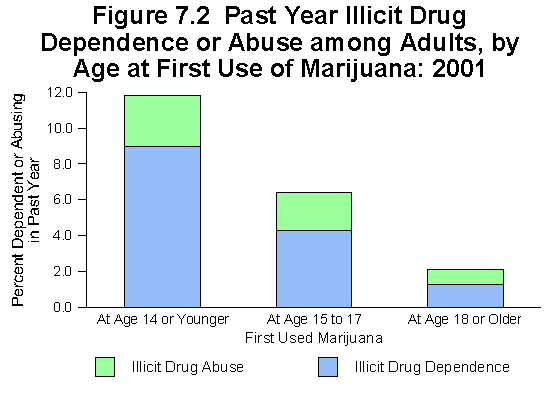 Figure 7.2 Past Year Illicit Drug
Dependence or Abuse among Adults, by
Age at First Use of Marijuana: 2001
Percent Dependent or Abusing
in Past Year
12.0
10.0
8.0
6.0
4.0
2.0
0.0
At Age 14 or Younger
At Age 15 to 17
At Age 18 or Older
First Used Marijuana
Illicit Drug Abuse
Illicit Drug Dependence